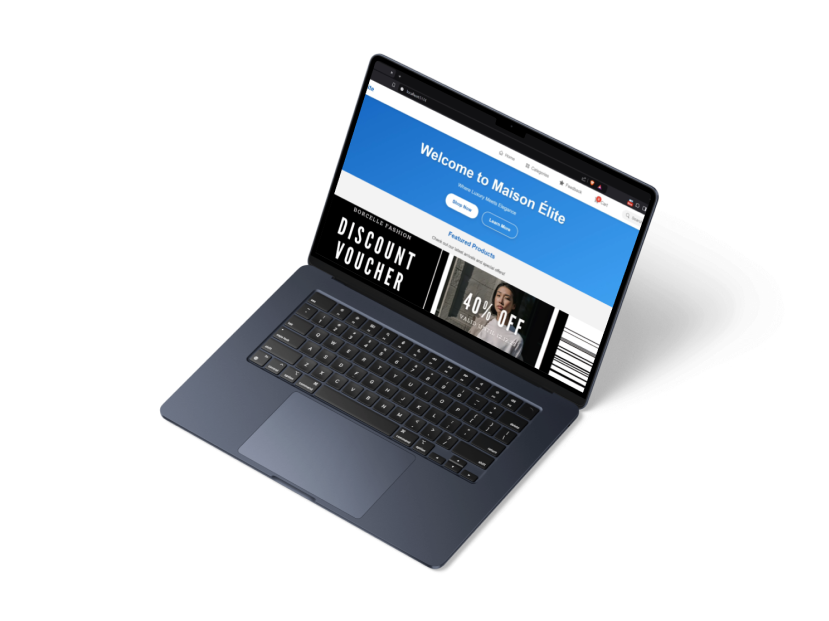 Home
Categories
Feedback
Cart
Welcome to Maison Élite
Where Luxury Meets Elegance
Shop Now
Learn More
Featured Products
Check out our latest arrivals and special offers!
BORCELLE FASHION
DISCOUNT
VOUCHER
40% OFF